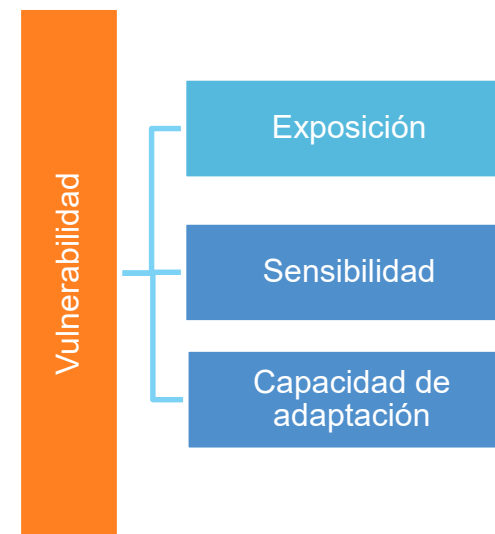 Vulnerabilidad
Exposición
Sensibilidad
Capacidad de
adaptación